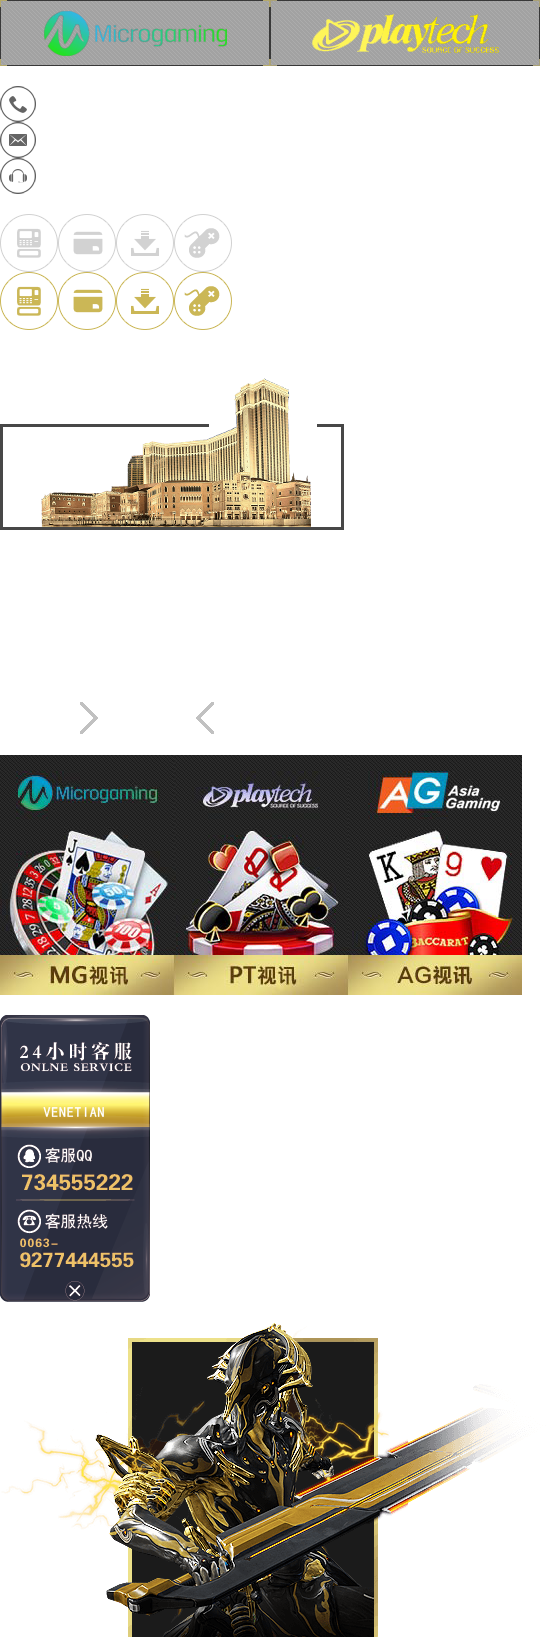 Microgaming
playtech
SOURCE OF SUCCESS
Microgaming
playtech
SOURCE OF SUCCESS
AG Asia
Gaming
J
A
K
9
BACCARAT
MG视讯
PT视讯
AG视讯
24小时客服
ONLNE SERVICE
VENETIAN
客服QQ
734555222
客服热线
0063-
9277444555